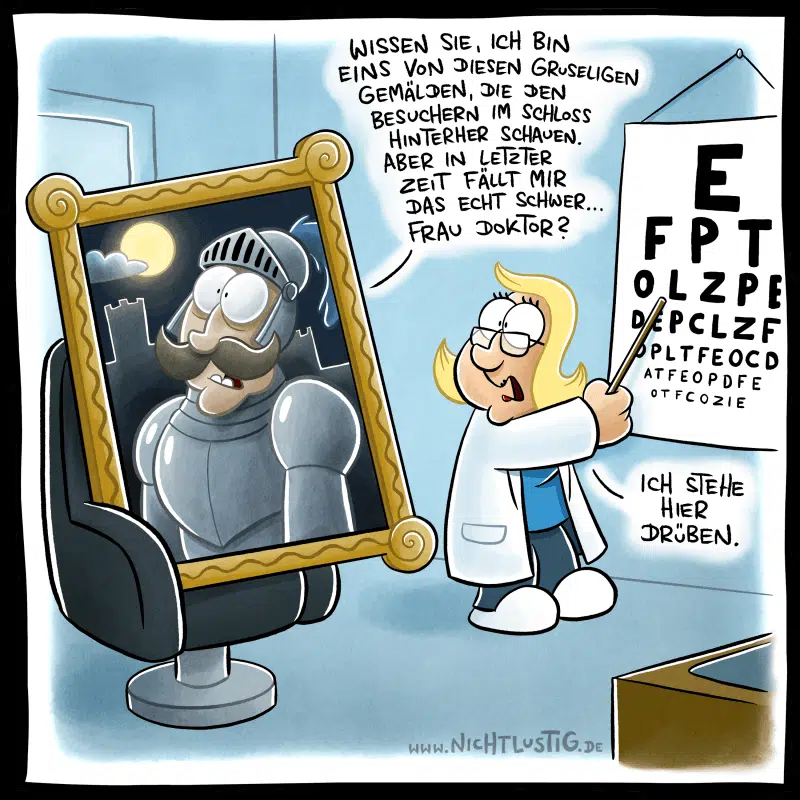 WISSEN SIE, ICH BIN
EINS VON DIESEN GRUSELIGEN
GEMÄLDEN, DIE DEN
BESUCHERN IM SCHLOSS
HINTERHER SCHAUEN.
ABER IN LETZTER
ZEIT FÄLLT MIR
DAS ECHT SCHWER...
FRAU DOKTOR?
E
FPT
OLZPE
DEPCLZF
OPLTFEOCD
ATFEOPDFE
OTFCOZIE
ICH STEHE
HIER
DRÜBEN.
WWW.NICHTLUSTIG.DE